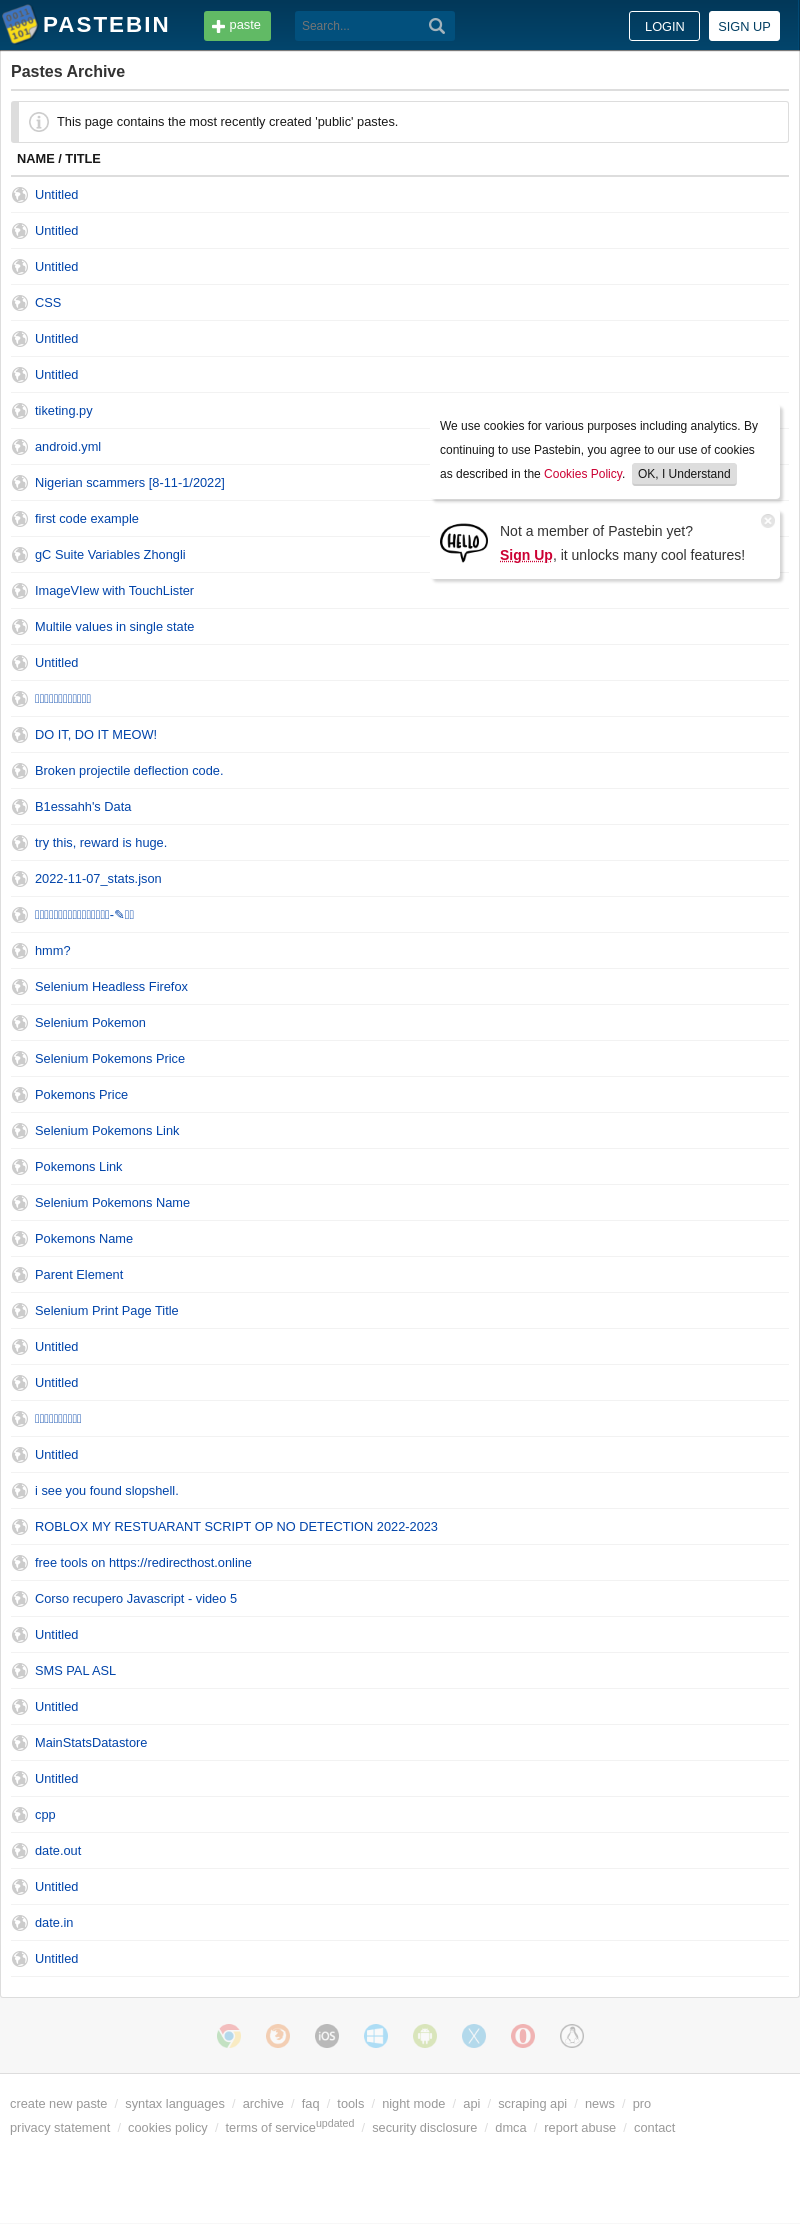 PASTEBIN
paste
Search...
LOGIN
SIGN UP
Pastes Archive
This page contains the most recently created 'public' pastes.
NAME / TITLE
Untitled
Untitled
Untitled
CSS
Untitled
Untitled
tiketing.py
android.yml
Nigerian scammers [8-11-1/2022]
first code example
gC Suite Variables Zhongli
ImageVIew with TouchLister
We use cookies for various purposes including analytics. By
continuing to use Pastebin, you agree to our use of cookies
as described in the Cookies Policy. OK, I Understand
HELLO
Not a member of Pastebin yet?
Sign Up, it unlocks many cool features!
Multile values in single state
Untitled
DO IT, DO IT MEOW!
Broken projectile deflection code.
B1essahh's Data
try this, reward is huge.
2022-11-07_stats.json
hmm?
Selenium Headless Firefox
Selenium Pokemon
Selenium Pokemons Price
Pokemons Price
Selenium Pokemons Link
Pokemons Link
Selenium Pokemons Name
Pokemons Name
Parent Element
Selenium Print Page Title
Untitled
Untitled
Untitled
i see you found slopshell.
ROBLOX MY RESTUARANT SCRIPT OP NO DETECTION 2022-2023
free tools on https://redirecthost.online
Corso recupero Javascript - video 5
Untitled
SMS PAL ASL
Untitled
MainStatsDatastore
Untitled
cpp
date.out
Untitled
date.in
Untitled
iOS
create new paste / syntax languages / archive / faq / tools / night mode / api / scraping api / news / pro
privacy statement / cookies policy / terms of service updated / security disclosure / dmca / report abuse / contact